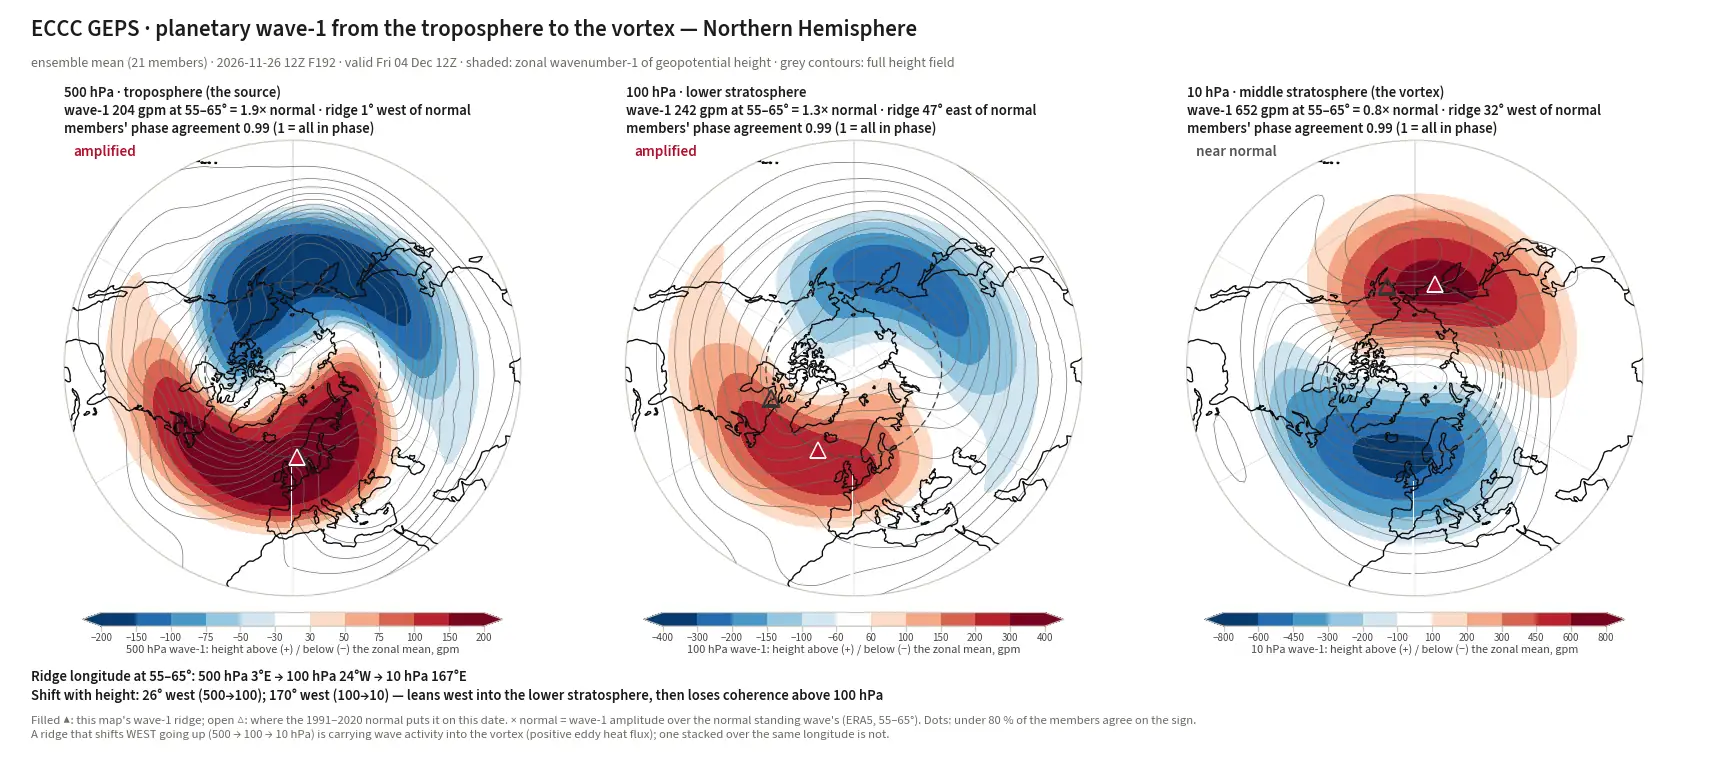 ECCC GEPS · planetary wave-1 from the troposphere to the vortex — Northern Hemisphere
ensemble mean (21 members) · 2026-11-26 12Z F192 · valid Fri 04 Dec 12Z · shaded: zonal wavenumber-1 of geopotential height · grey contours: full height field
500 hPa · troposphere (the source)
wave-1 204 gpm at 55–65° = 1.9× normal · ridge 1° west of normal
members' phase agreement 0.99 (1 = all in phase)
amplified
100 hPa · lower stratosphere
wave-1 242 gpm at 55–65° = 1.3× normal · ridge 47° east of normal
members' phase agreement 0.99 (1 = all in phase)
amplified
10 hPa · middle stratosphere (the vortex)
wave-1 652 gpm at 55–65° = 0.8× normal · ridge 32° west of normal
members' phase agreement 0.99 (1 = all in phase)
near normal
−200 −150 −100 −75 −50 −30 30 50 75 100 150 200
500 hPa wave-1: height above (+) / below (−) the zonal mean, gpm
−400 −300 −200 −150 −100 −60 60 100 150 200 300 400
100 hPa wave-1: height above (+) / below (−) the zonal mean, gpm
−800 −600 −450 −300 −200 −100 100 200 300 450 600 800
10 hPa wave-1: height above (+) / below (−) the zonal mean, gpm
Ridge longitude at 55–65°: 500 hPa 3°E → 100 hPa 24°W → 10 hPa 167°E
Shift with height: 26° west (500→100); 170° west (100→10) — leans west into the lower stratosphere, then loses coherence above 100 hPa
Filled ▲: this map's wave-1 ridge; open △: where the 1991–2020 normal puts it on this date. × normal = wave-1 amplitude over the normal standing wave's (ERA5, 55–65°). Dots: under 80 % of the members agree on the sign.
A ridge that shifts WEST going up (500 → 100 → 10 hPa) is carrying wave activity into the vortex (positive eddy heat flux); one stacked over the same longitude is not.